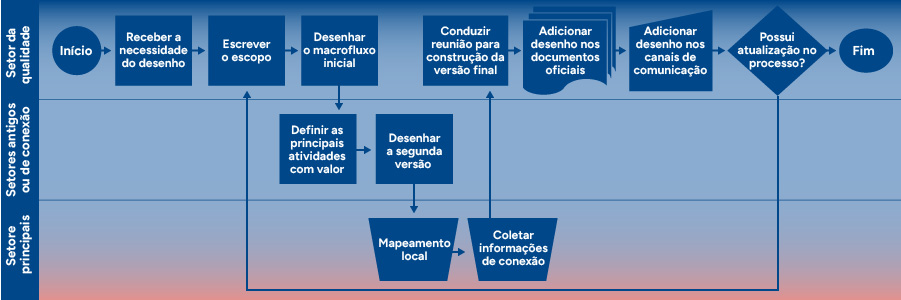 Setor da
qualidade
Início
Receber a
necessidade
do desenho
Escrever
o escopo
Desenhar
o macrofluxo
inicial
Conduzir
reunião para
construção da
versão final
Adicionar
desenho nos
documentos
oficiais
Adicionar
desenho nos
canais de
comunicação
Possui
atualização no
processo?
Fim
Setores antigos
ou de conexão
Definir as
principais
atividades
com valor
Desenhar
a segunda
versão
Setore
principais
Mapeamento
local
Coletar
informações
de conexão